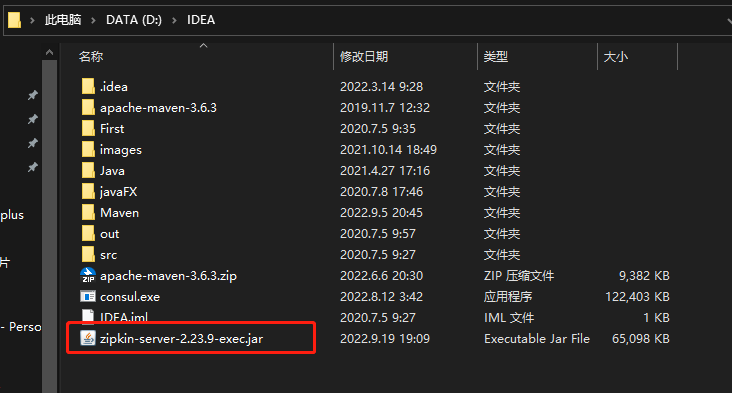 此电脑 > DATA (D:) > IDEA
名称 修改日期 类型 大小
.idea 2022.3.14 9:28 文件夹
apache-maven-3.6.3 2019.11.7 12:32 文件夹
First 2020.7.5 9:35 文件夹
images 2021.10.14 18:49 文件夹
Java 2021.4.27 17:16 文件夹
javaFX 2020.7.8 17:46 文件夹
Maven 2022.9.5 20:45 文件夹
plus
out 2020.7.5 9:57 文件夹
src 2020.7.5 9:27 文件夹
片
apache-maven-3.6.3.zip 2022.6.6 20:30 ZIP 压缩文件 9,382 KB
consul.exe 2022.8.12 3:42 应用程序 122,403 KB
IDEA.iml 2020.7.5 9:27 IML 文件 1 KB
- Perso
zipkin-server-2.23.9-exec.jar 2022.9.19 19:09 Executable Jar File 65,098 KB